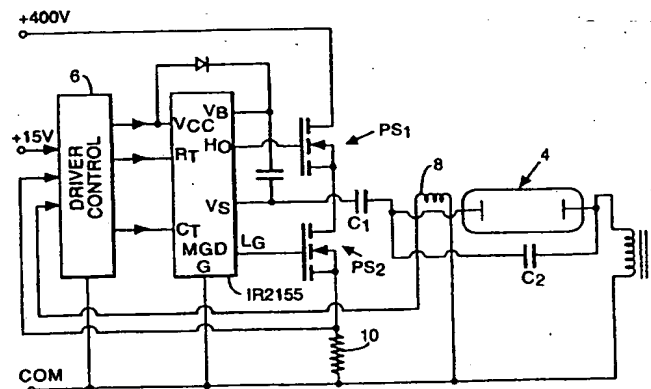 +400V
6
+15V
DRIVER
CONTROL
VCC
RT
CT
MGD
G
VB
HO
VS
LG
IR2155
PS1
PS2
C1
8
4
C2
10
COM